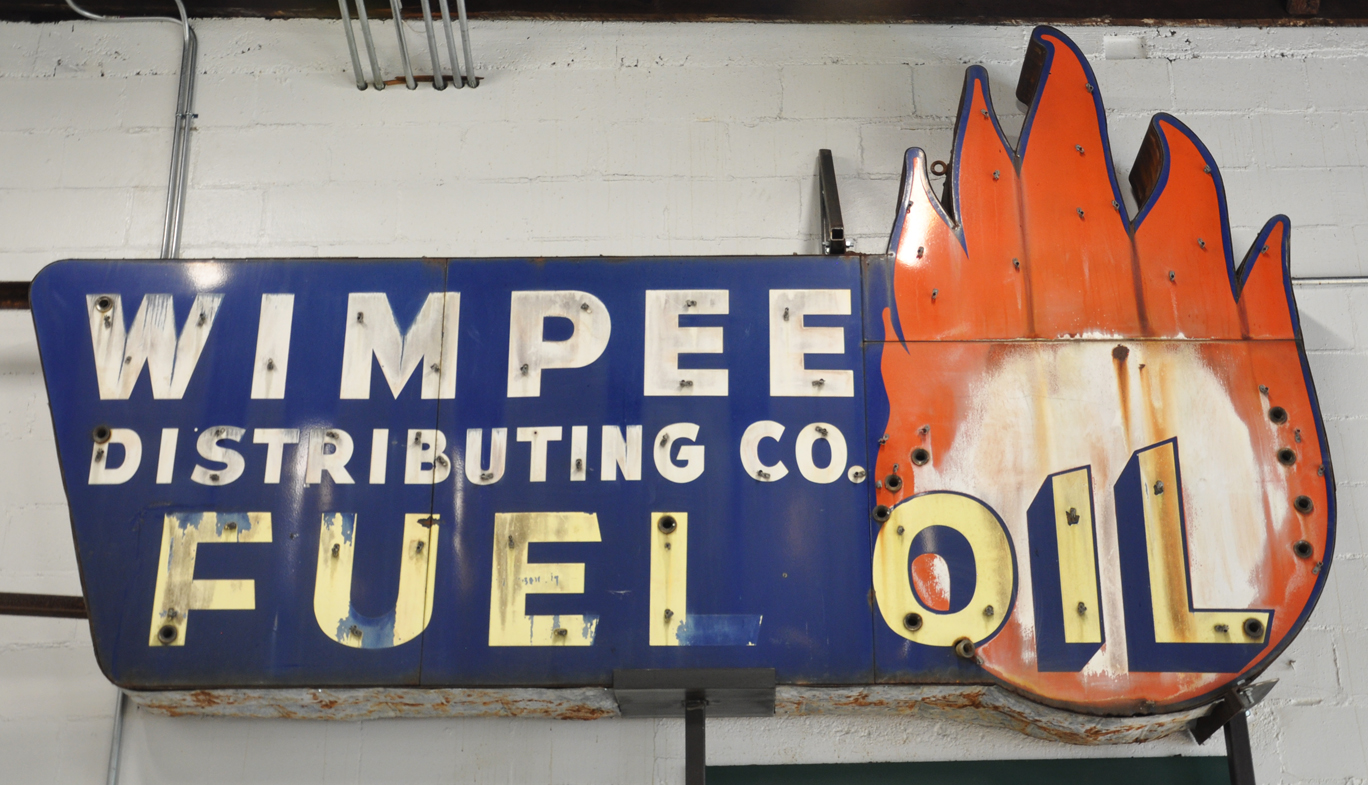 WIMPEE
DISTRIBUTING CO.
FUEL OIL